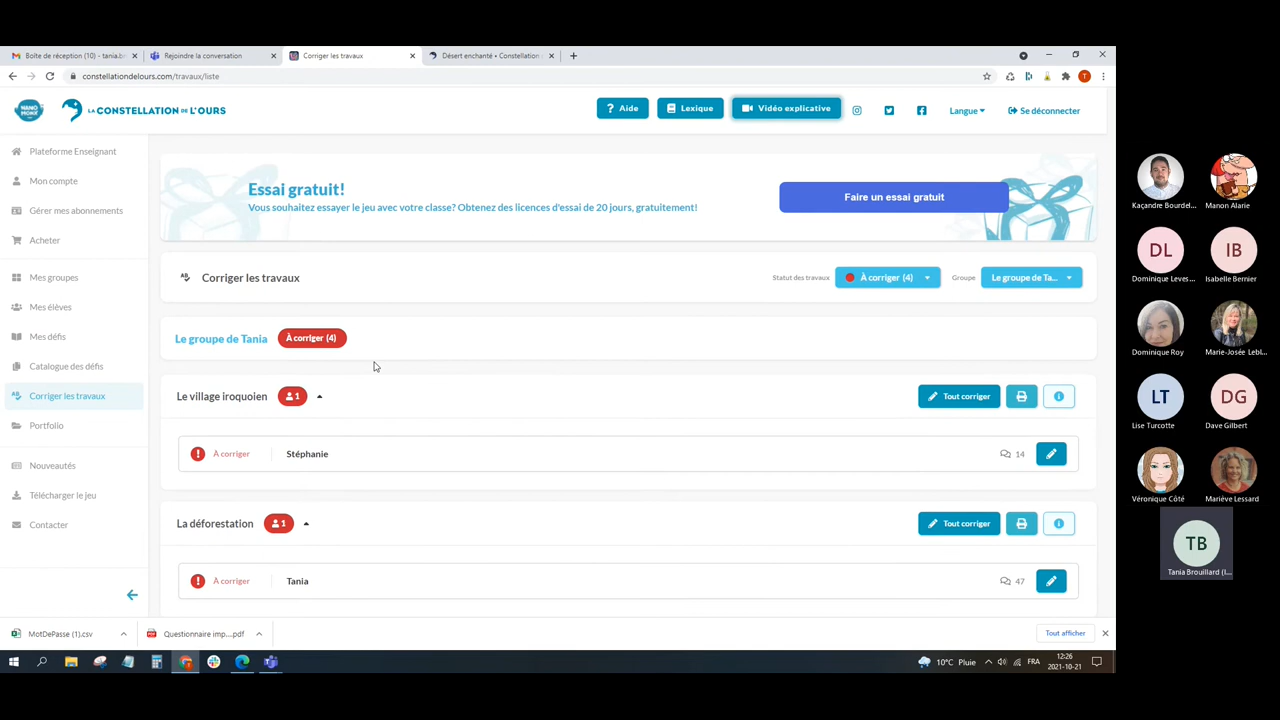 Boîte de réception (10) - tania.b
Rejoindre la conversation
Corriger les travaux
Désert enchanté • Constellation
constellationdelours.com/travaux/liste
LA CONSTELLATION DE L'OURS
Aide
Lexique
Vidéo explicative
Langue
Se déconnecter
Plateforme Enseignant
Mon compte
Gérer mes abonnements
Acheter
Mes groupes
Mes élèves
Mes défis
Catalogue des défis
Corriger les travaux
Portfolio
Nouveautés
Télécharger le jeu
Contacter
Essai gratuit!
Vous souhaitez essayer le jeu avec votre classe? Obtenez des licences d'essai de 20 jours, gratuitement!
Faire un essai gratuit
Corriger les travaux
Statut des travaux
À corriger (4)
Groupe
Le groupe de Ta...
Le groupe de Tania
À corriger (4)
Le village iroquoien
1
Tout corriger
À corriger
Stéphanie
14
La déforestation
1
Tout corriger
À corriger
Tania
47
MotDePasse (1).csv
Questionnaire imp....pdf
Tout afficher
10°C Pluie
FRA
12:26
2021-10-21
Kaçandre Bourdel...
Manon Alarie
DL
Dominique Leves...
IB
Isabelle Bernier
Dominique Roy
Marie-Josée Lebl...
LT
Lise Turcotte
DG
Dave Gilbert
Véronique Côté
Mariève Lessard
TB
Tania Brouillard (I...